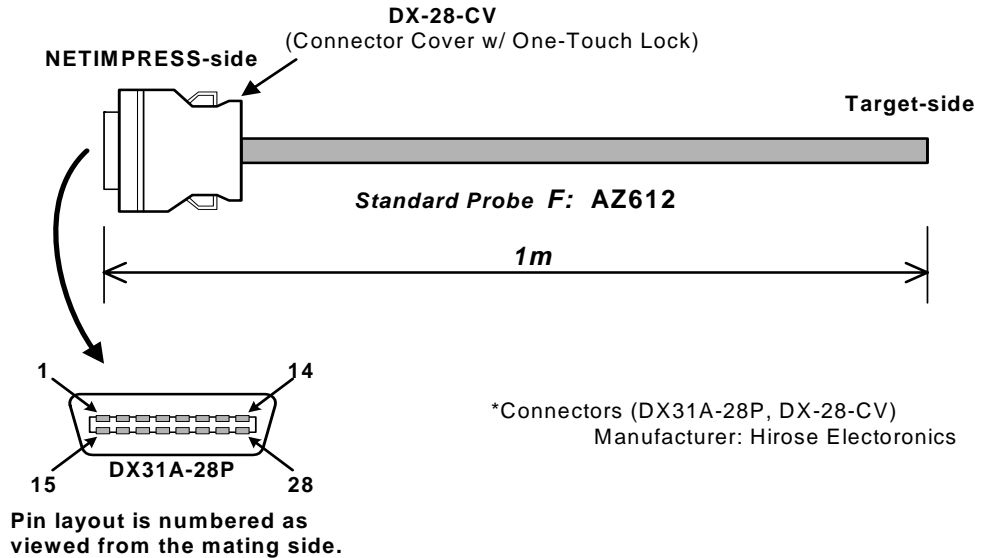 DX-28-CV
(Connector Cover w/ One-Touch Lock)
NETIMPRESS-side
Target-side
Standard Probe F: AZ612
1m
1
14
*Connectors (DX31A-28P, DX-28-CV)
Manufacturer: Hirose Electoronics
DX31A-28P
15
28
Pin layout is numbered as
viewed from the mating side.